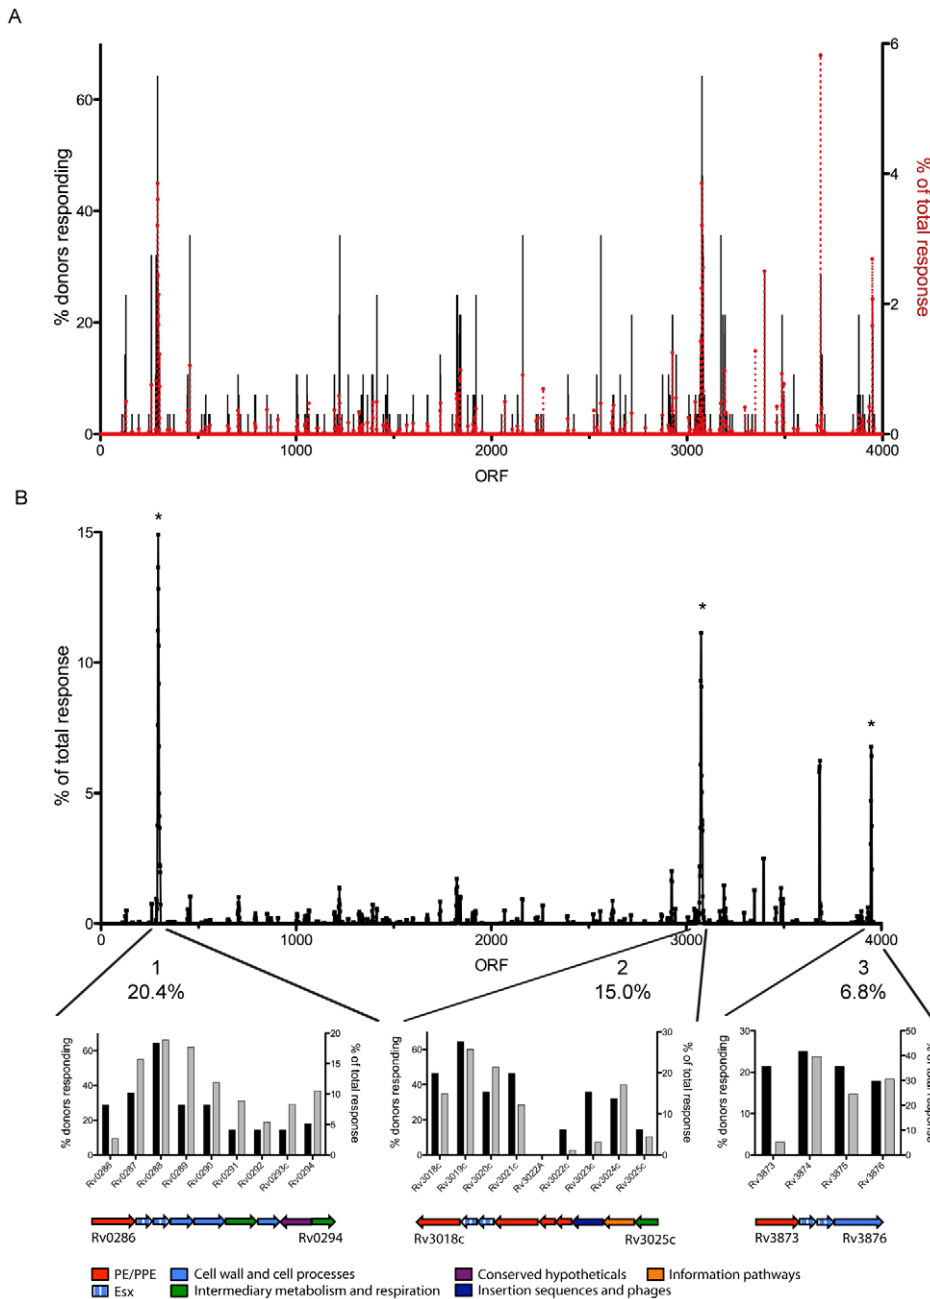 A
% donors responding
60
40
20
0
6
4
2
0
% of total response
0
1000
2000
3000
4000
ORF
B
% of total response
15
10
5
0
*
*
*
0
1000
2000
3000
4000
ORF
1
20.4%
2
15.0%
3
6.8%
% donors responding
60
40
20
0
20
15
10
5
0
% of total response
Rv0286
Rv0287
Rv0288
Rv0289
Rv0290
Rv0291
Rv0292
Rv0293c
Rv0294
% donors responding
60
40
20
0
30
20
10
0
% of total response
Rv3018c
Rv3019c
Rv3020c
Rv3021c
Rv3022A
Rv3022c
Rv3023c
Rv3024c
Rv3025c
% donors responding
30
20
10
0
50
40
30
20
10
0
% of total response
Rv3873
Rv3874
Rv3875
Rv3876
Rv0286 Rv0294
Rv3018c Rv3025c
Rv3873 Rv3876
PE/PPE
Cell wall and cell processes
Conserved hypotheticals
Information pathways
Esx
Intermediary metabolism and respiration
Insertion sequences and phages